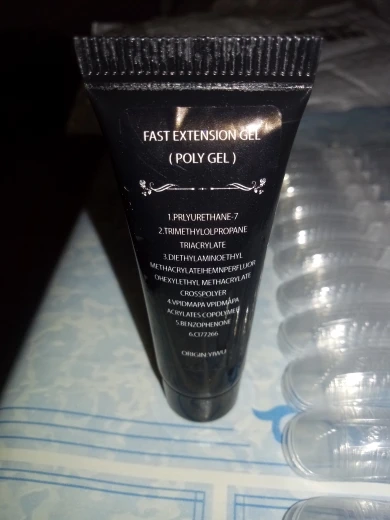 FAST EXTENSION GEL
( POLY GEL )
1.PRLYURETHANE-7
2.TRIMETHYLOLPROPANE
TRIACRYLATE
3.DIETHYLAMINOETHYL
METHACRYLATEIHEMNPERFLUOR
OHEXYLETHYL METHACRYLATE
CROSSPOLYER
4.VPIDMAPA VPIDMAPA
ACRYLATES COPOLYMER
5.BENZOPHENONE
6.CI77266
ORIGIN:YIWU